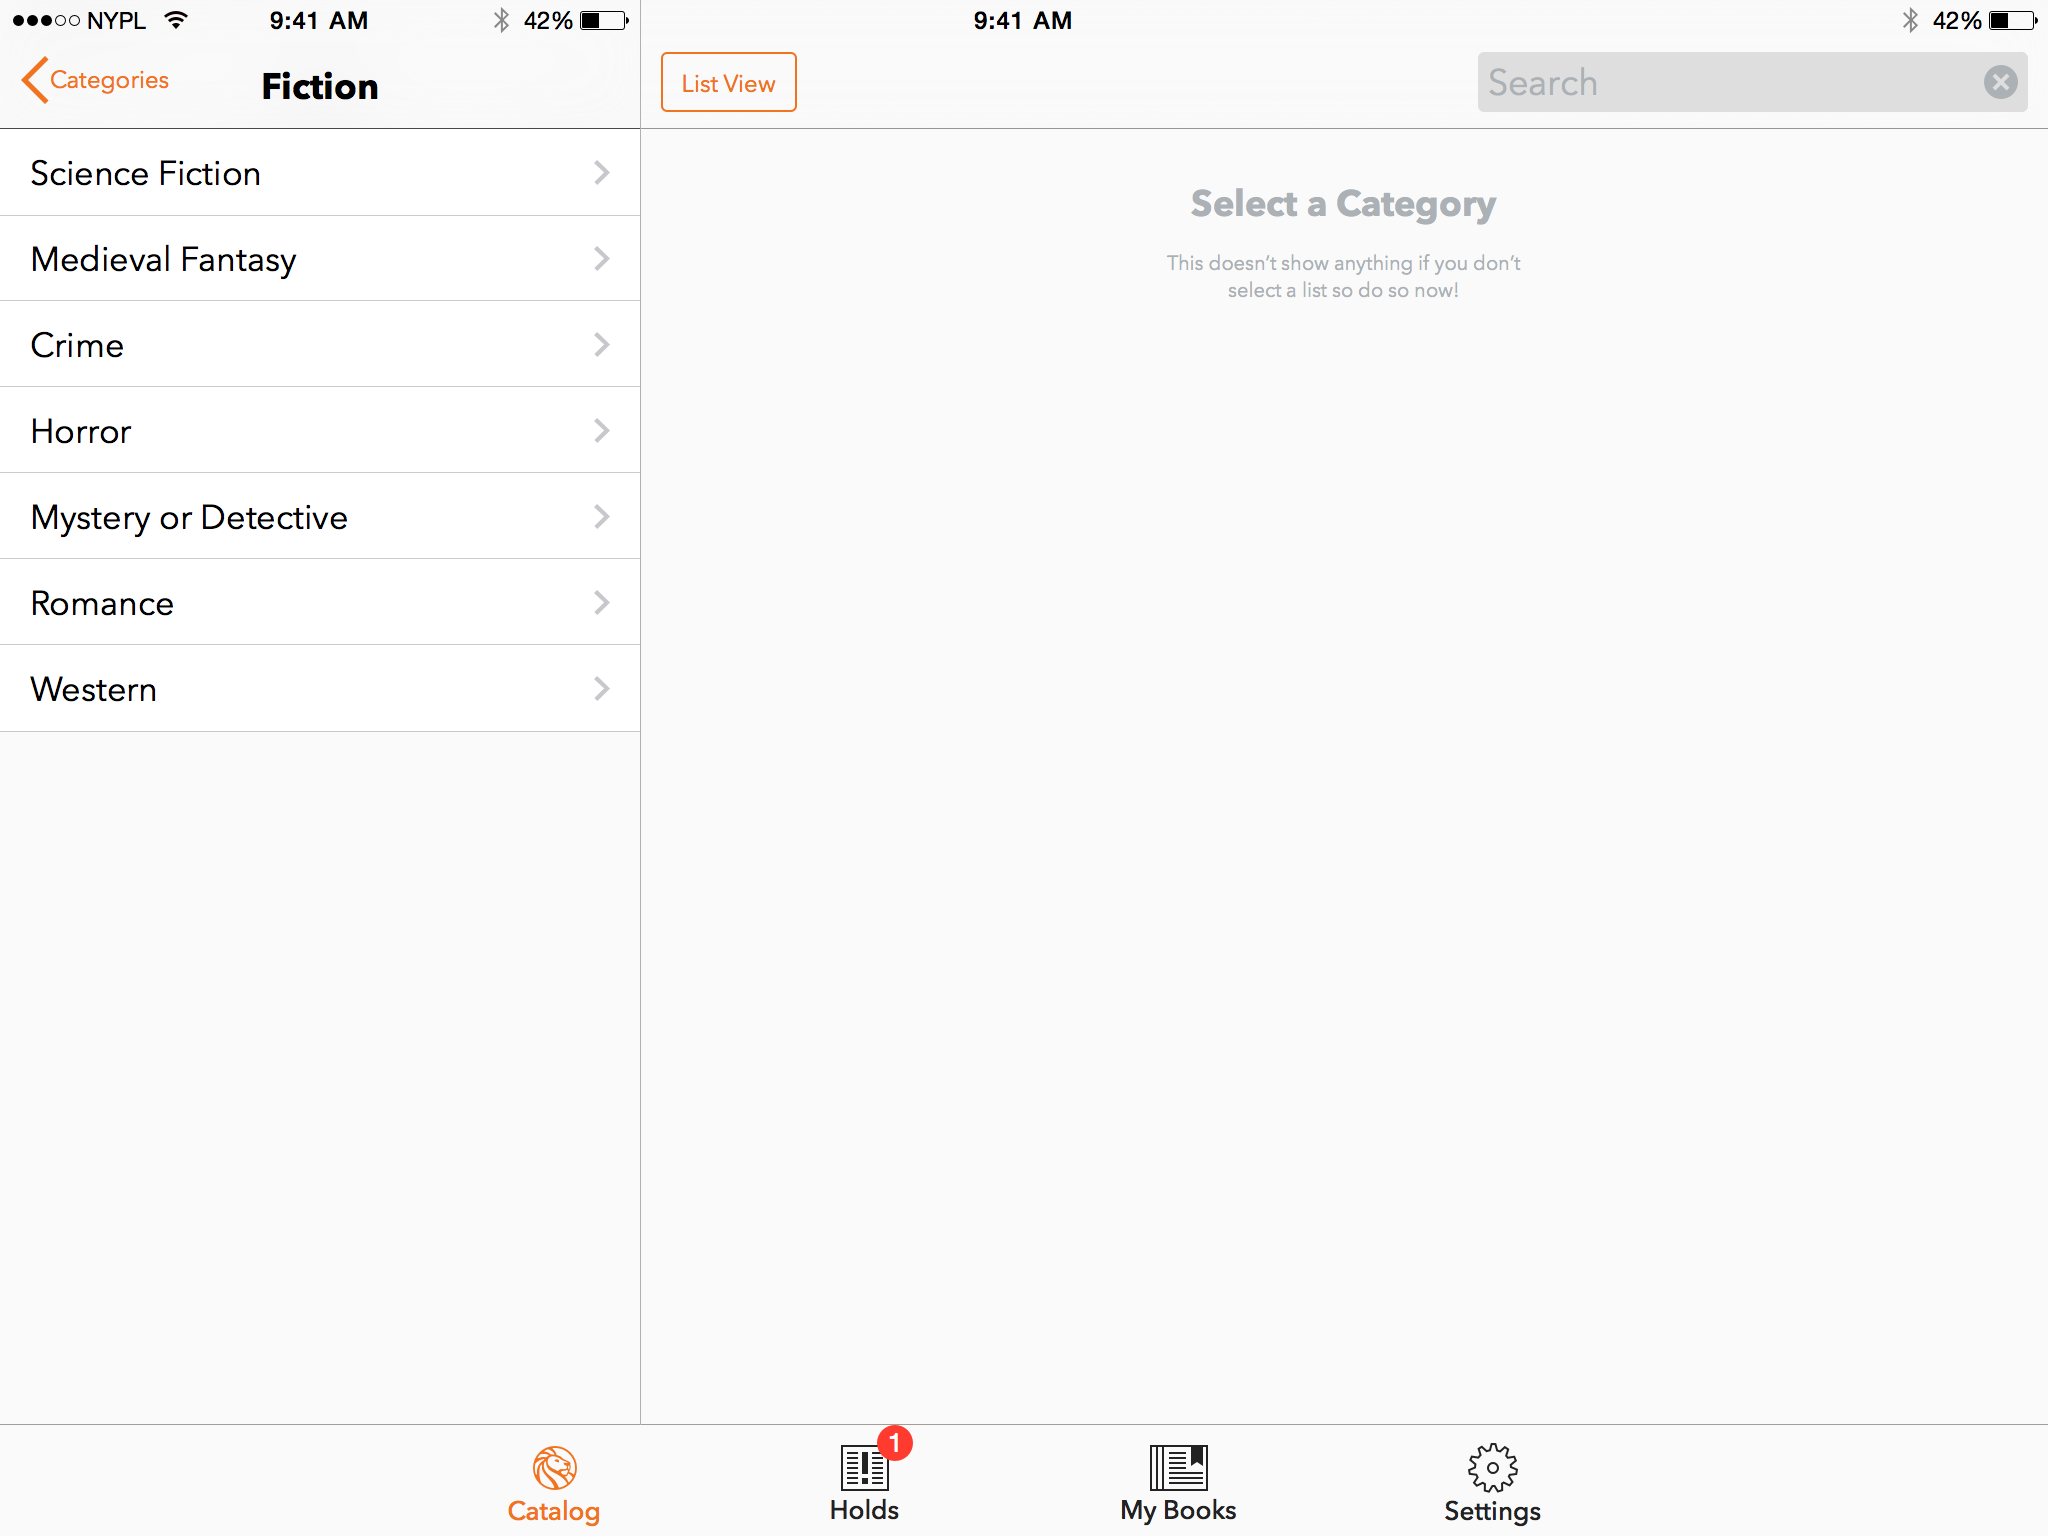 NYPL 9:41 AM 42%
9:41 AM 42%
Categories
Fiction
List View
Search
Science Fiction
Medieval Fantasy
Crime
Horror
Mystery or Detective
Romance
Western
Select a Category
This doesn’t show anything if you don’t
select a list so do so now!
Catalog
1
Holds
My Books
Settings